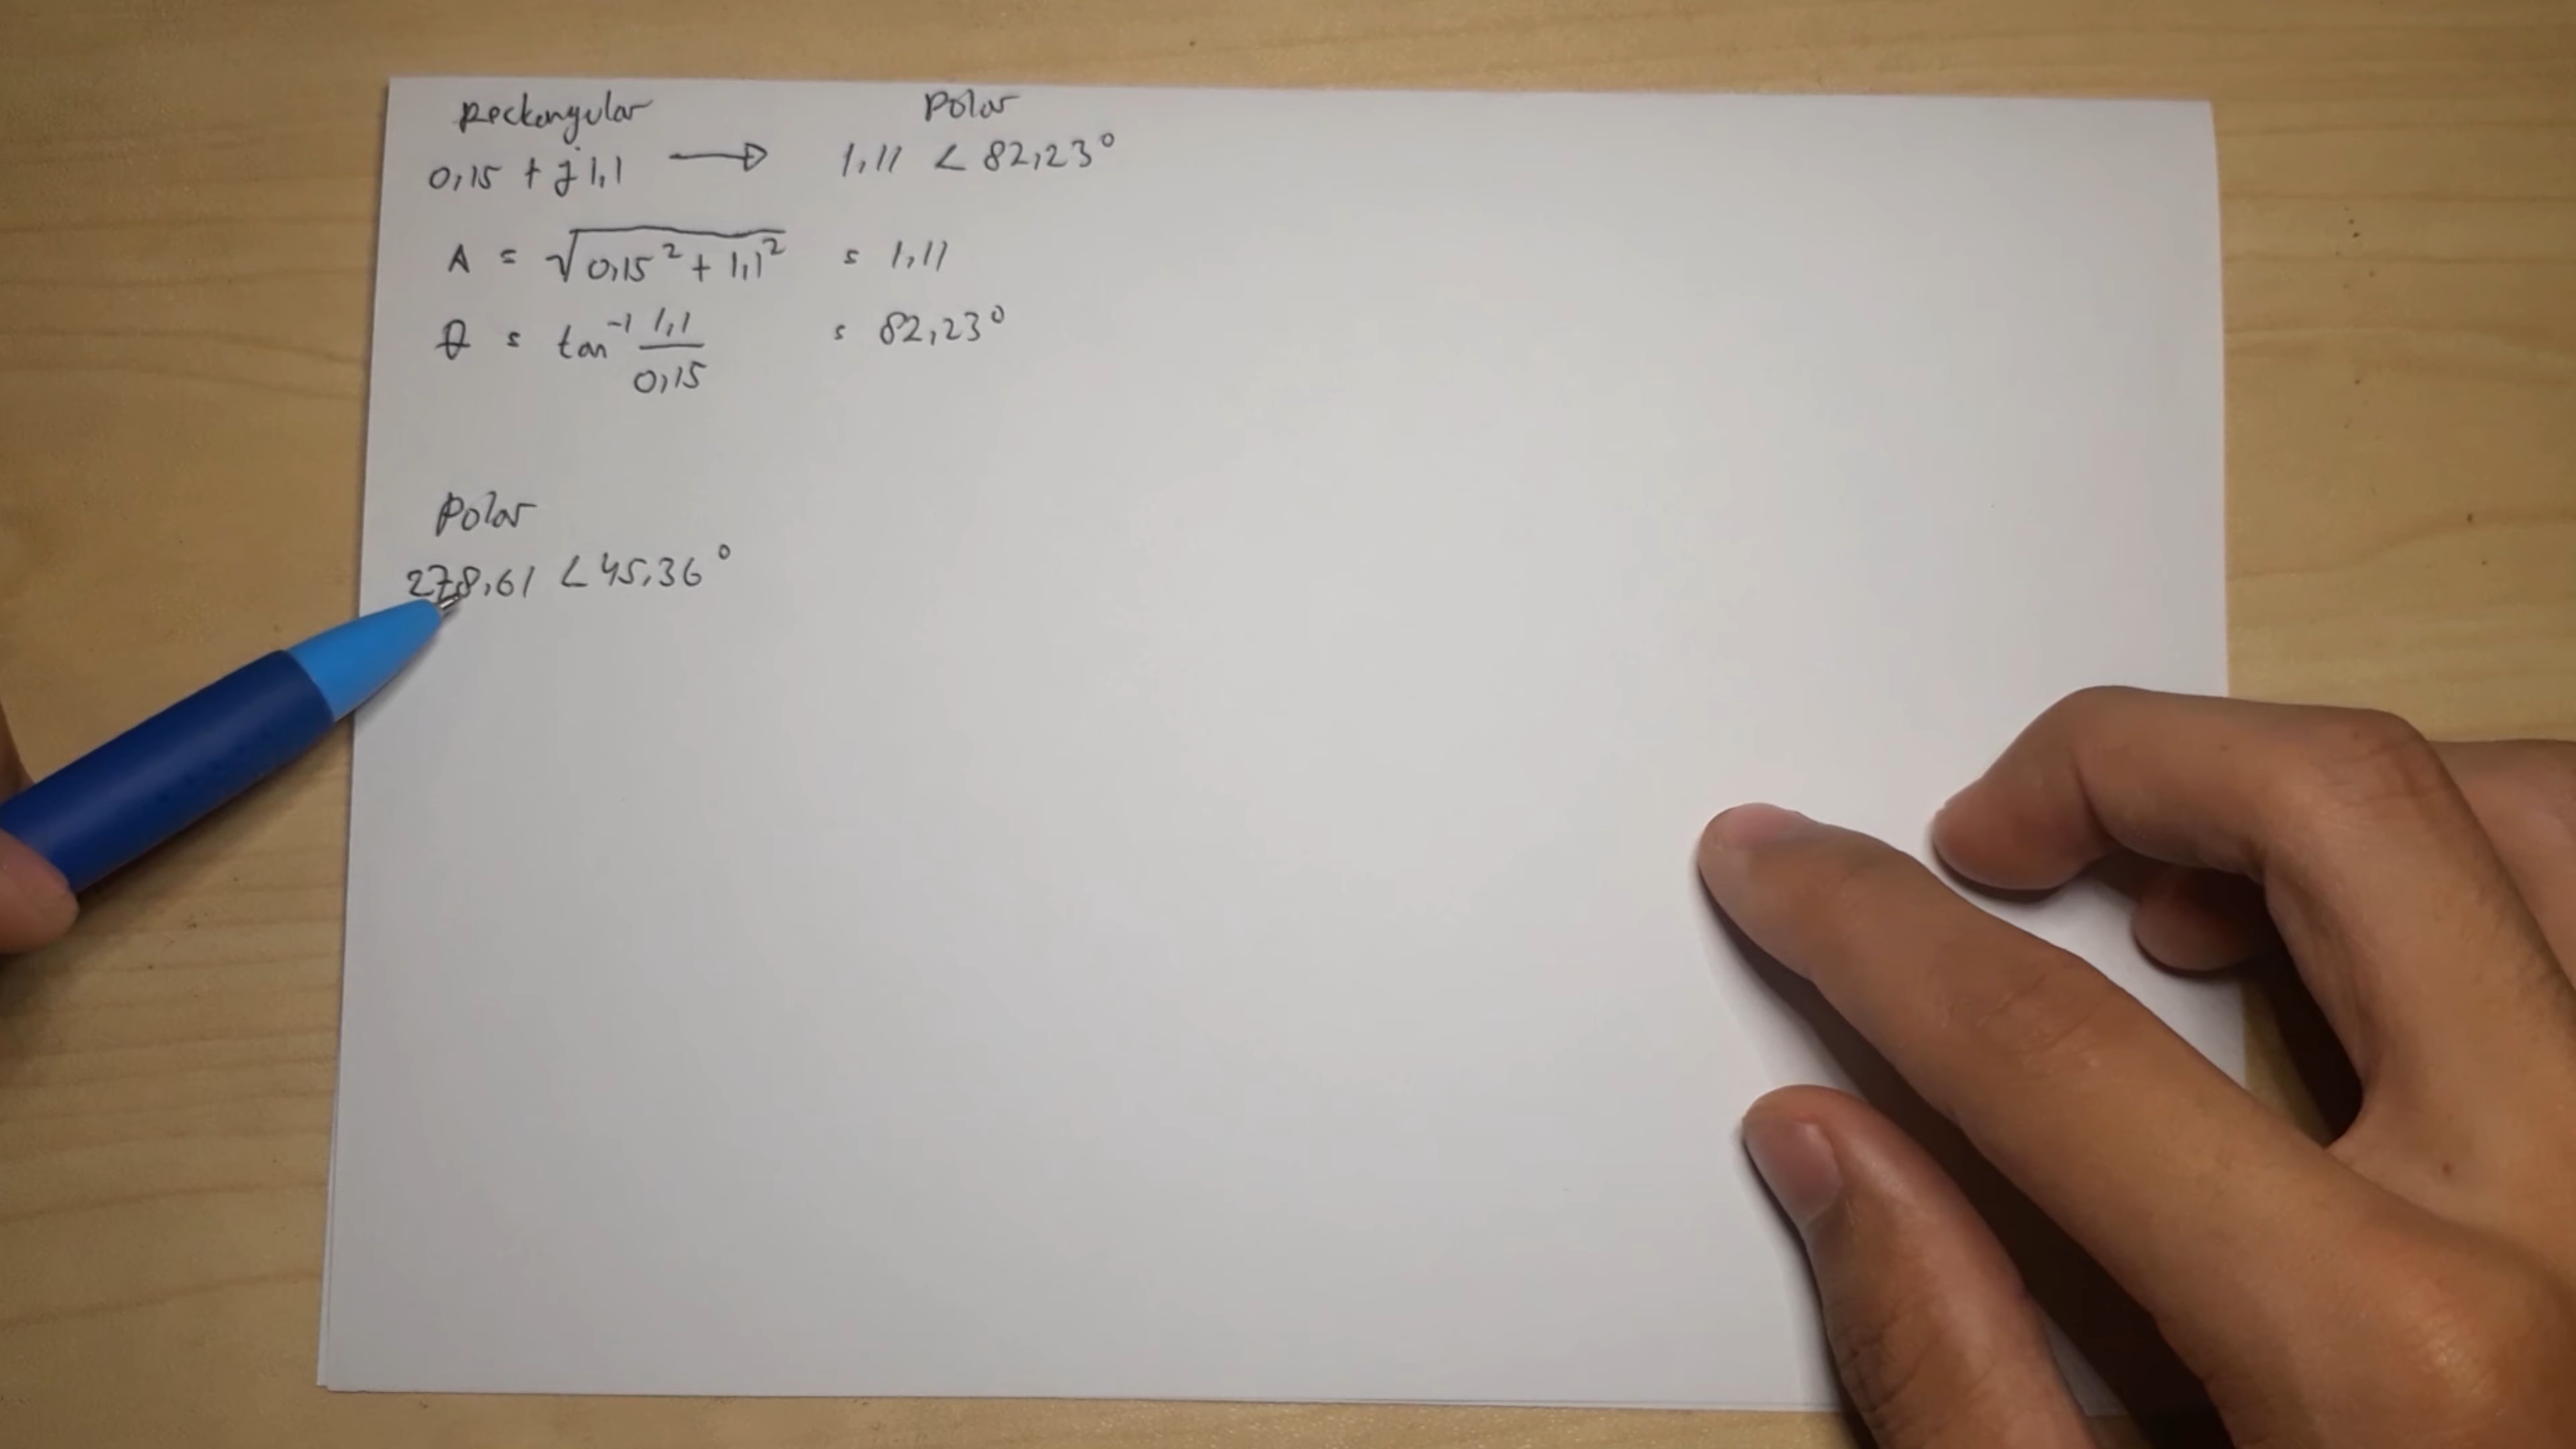 Rectangular Polar
0,15 + j1,1 → 1,11 < 82,23°
A = √0,15² + 1,1² = 1,11
θ = tan⁻¹ 1,1 / 0,15 = 82,23°
Polar
278,61 < 45,36°